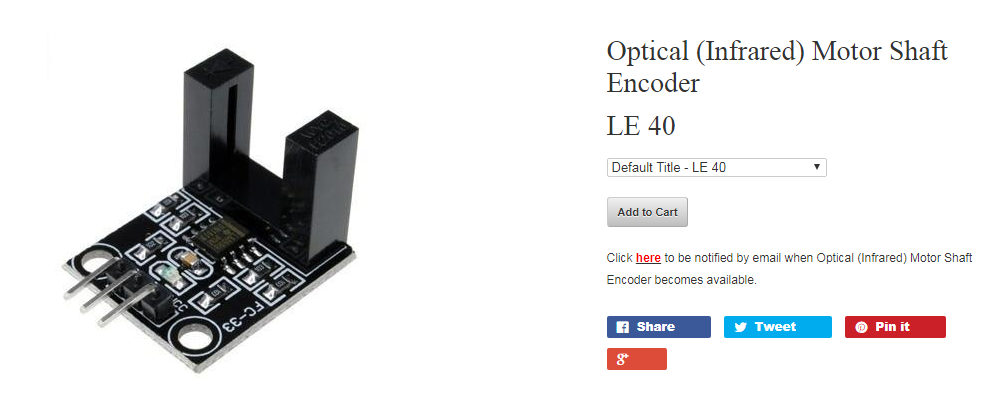 Optical (Infrared) Motor Shaft
Encoder
LE 40
Default Title - LE 40
Add to Cart
Click here to be notified by email when Optical (Infrared) Motor Shaft
Encoder becomes available.
Share
Tweet
Pin it
g+
FC-33